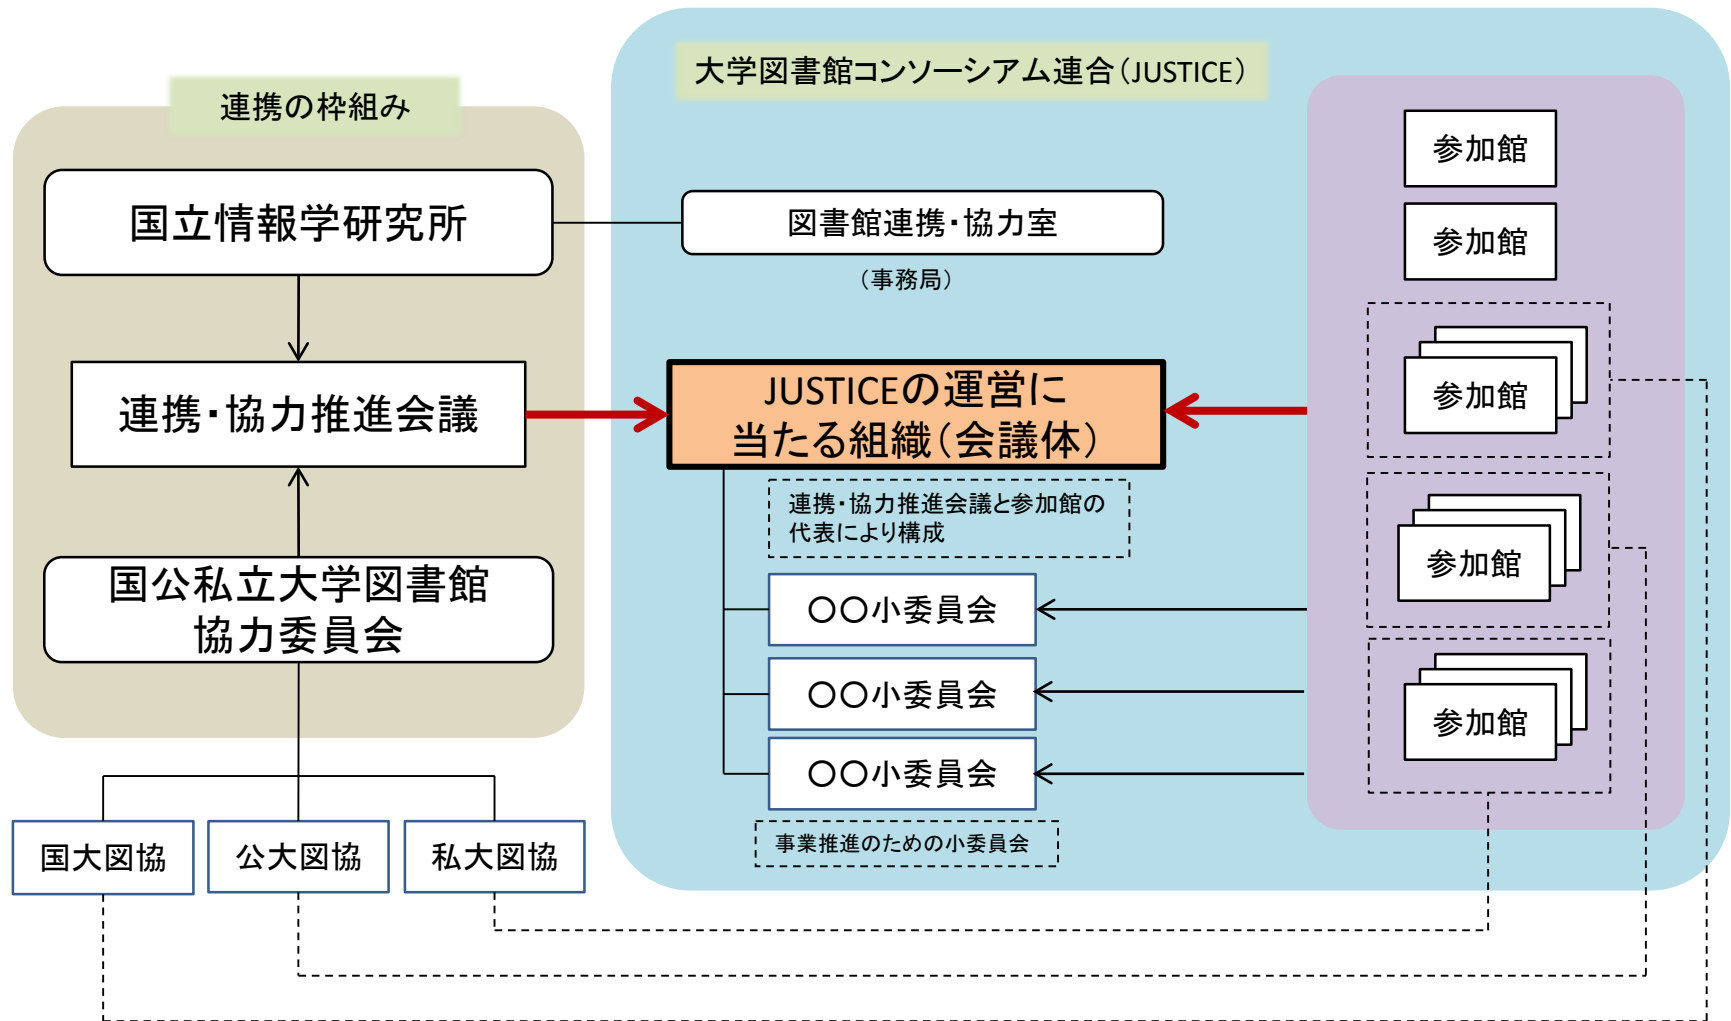 大学図書館コンソーシアム連合（JUSTICE）
連携の枠組み
国立情報学研究所
連携・協力推進会議
国公私立大学図書館
協力委員会
国大図協
公大図協
私大図協
図書館連携・協力室
（事務局）
JUSTICEの運営に
当たる組織（会議体）
連携・協力推進会議と参加館の
代表により構成
〇〇小委員会
〇〇小委員会
〇〇小委員会
事業推進のための小委員会
参加館
参加館
参加館
参加館
参加館